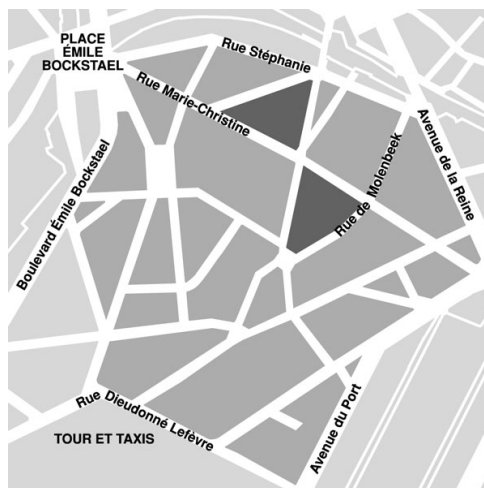 PLACE
ÉMILE
BOCKSTAEL
Rue Stéphanie
Rue Marie-Christine
Avenue de la Reine
Rue de Molenbeek
Boulevard Émile Bockstael
Rue Dieudonné Lefèvre
Avenue du Port
TOUR ET TAXIS